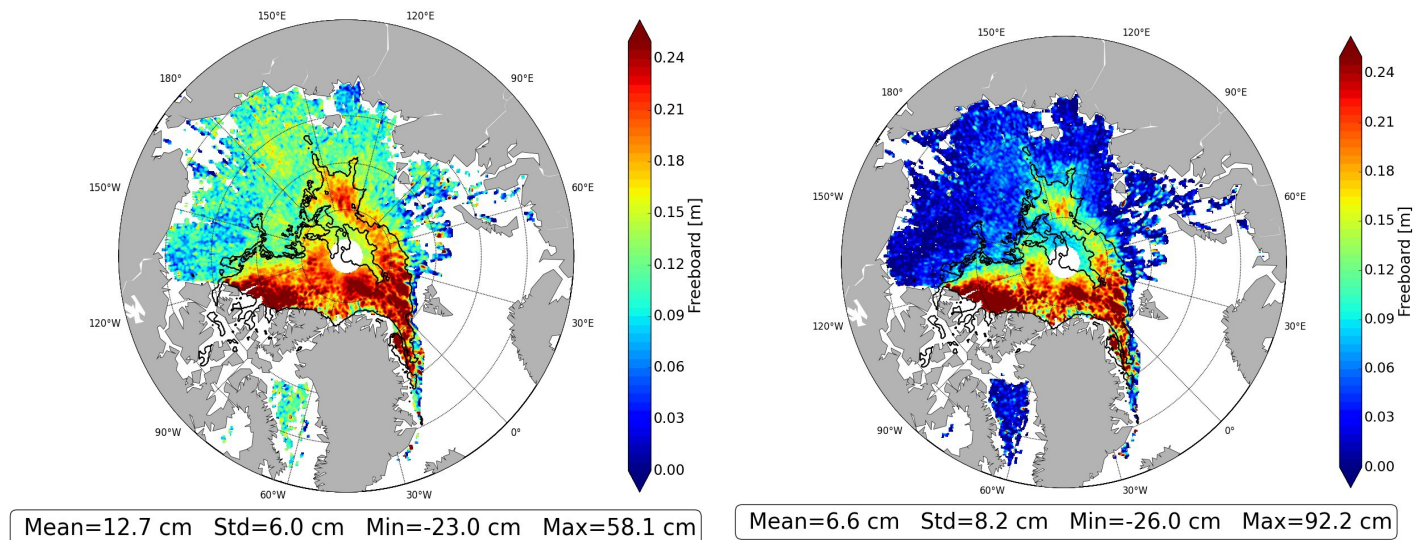 150°E
120°E
180°
90°E
150°W
60°E
120°W
30°E
90°W
0°
60°W
30°W
0.24
0.21
0.18
0.15
0.12
0.09
0.06
0.03
0.00
Freeboard [m]
Mean=12.7 cm Std=6.0 cm Min=-23.0 cm Max=58.1 cm
150°E
120°E
180°
90°E
150°W
60°E
120°W
30°E
90°W
0°
60°W
30°W
0.24
0.21
0.18
0.15
0.12
0.09
0.06
0.03
0.00
Freeboard [m]
Mean=6.6 cm Std=8.2 cm Min=-26.0 cm Max=92.2 cm